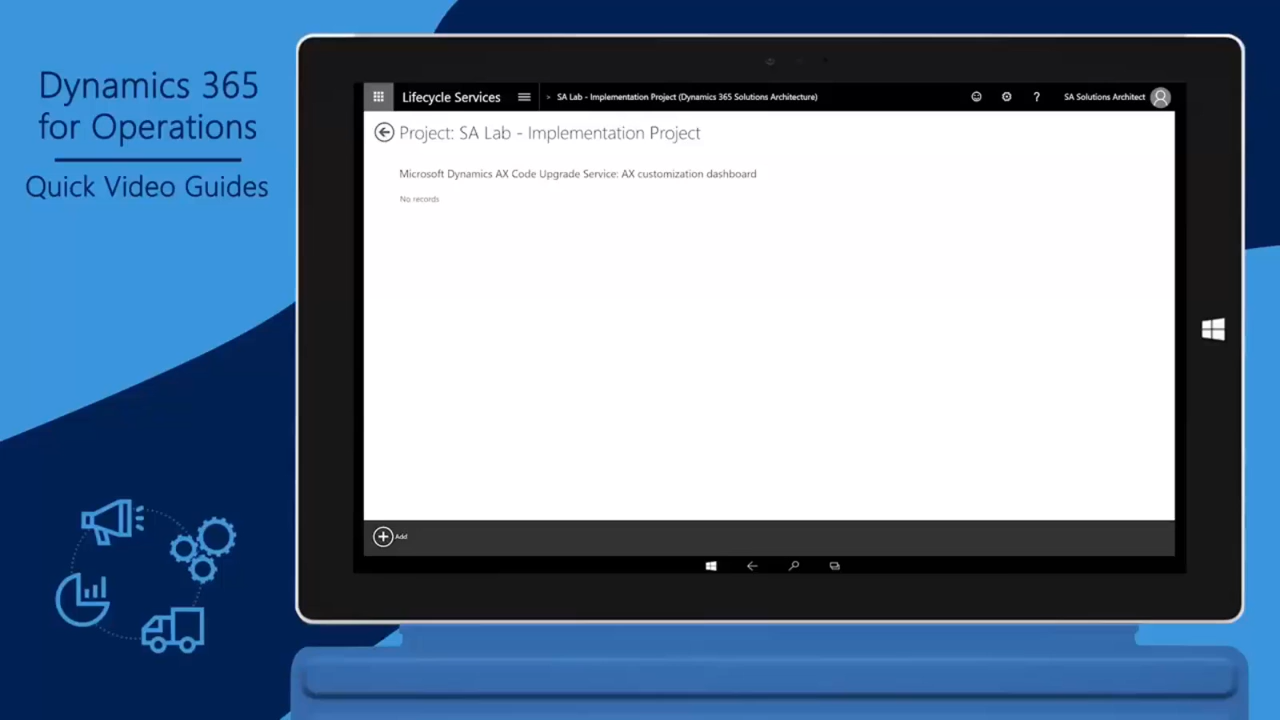 Dynamics 365
for Operations
Quick Video Guides
Lifecycle Services
> SA Lab - Implementation Project (Dynamics 365 Solutions Architecture)
? SA Solutions Architect
Project: SA Lab - Implementation Project
Microsoft Dynamics AX Code Upgrade Service: AX customization dashboard
No records
Add